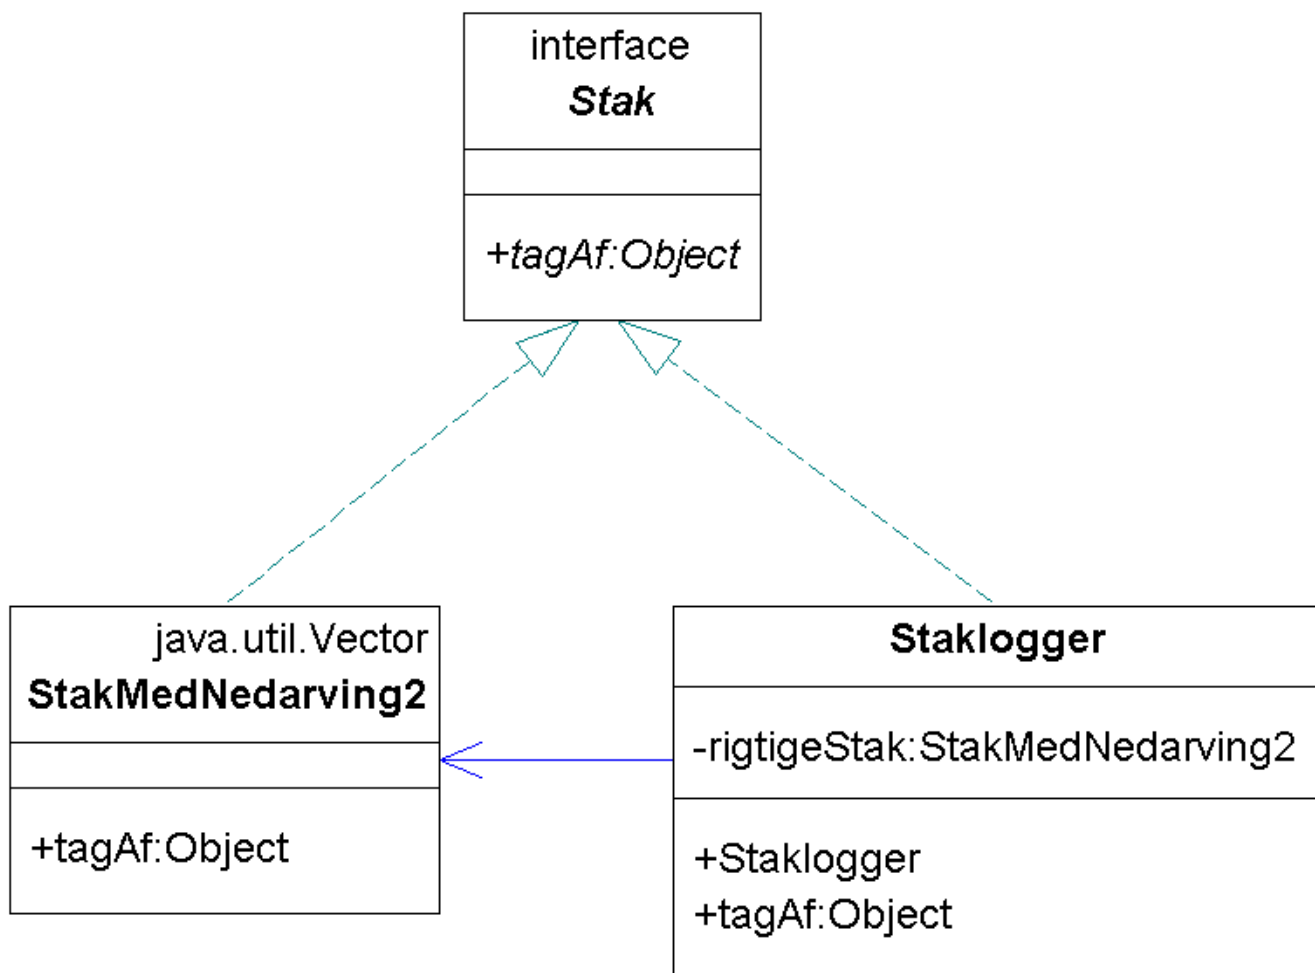 interface
Stak
+tagAf:Object
java.util.Vector
StakMedNedarving2
+tagAf:Object
Staklogger
-rigtigeStak:StakMedNedarving2
+Staklogger
+tagAf:Object